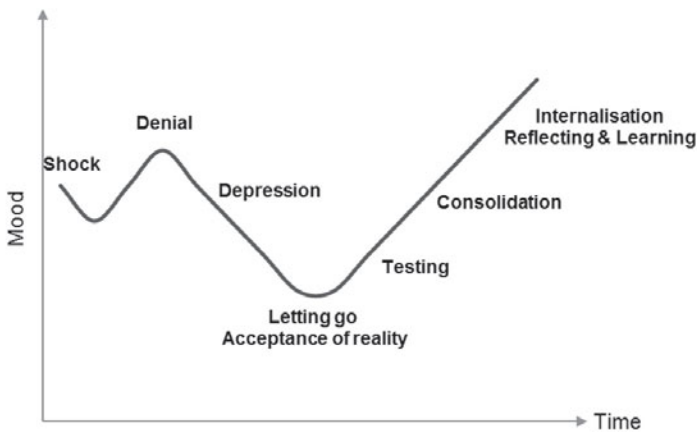 Denial
Shock
Depression
Internalisation
Reflecting & Learning
Consolidation
Testing
Letting go
Acceptance of reality
Mood
Time